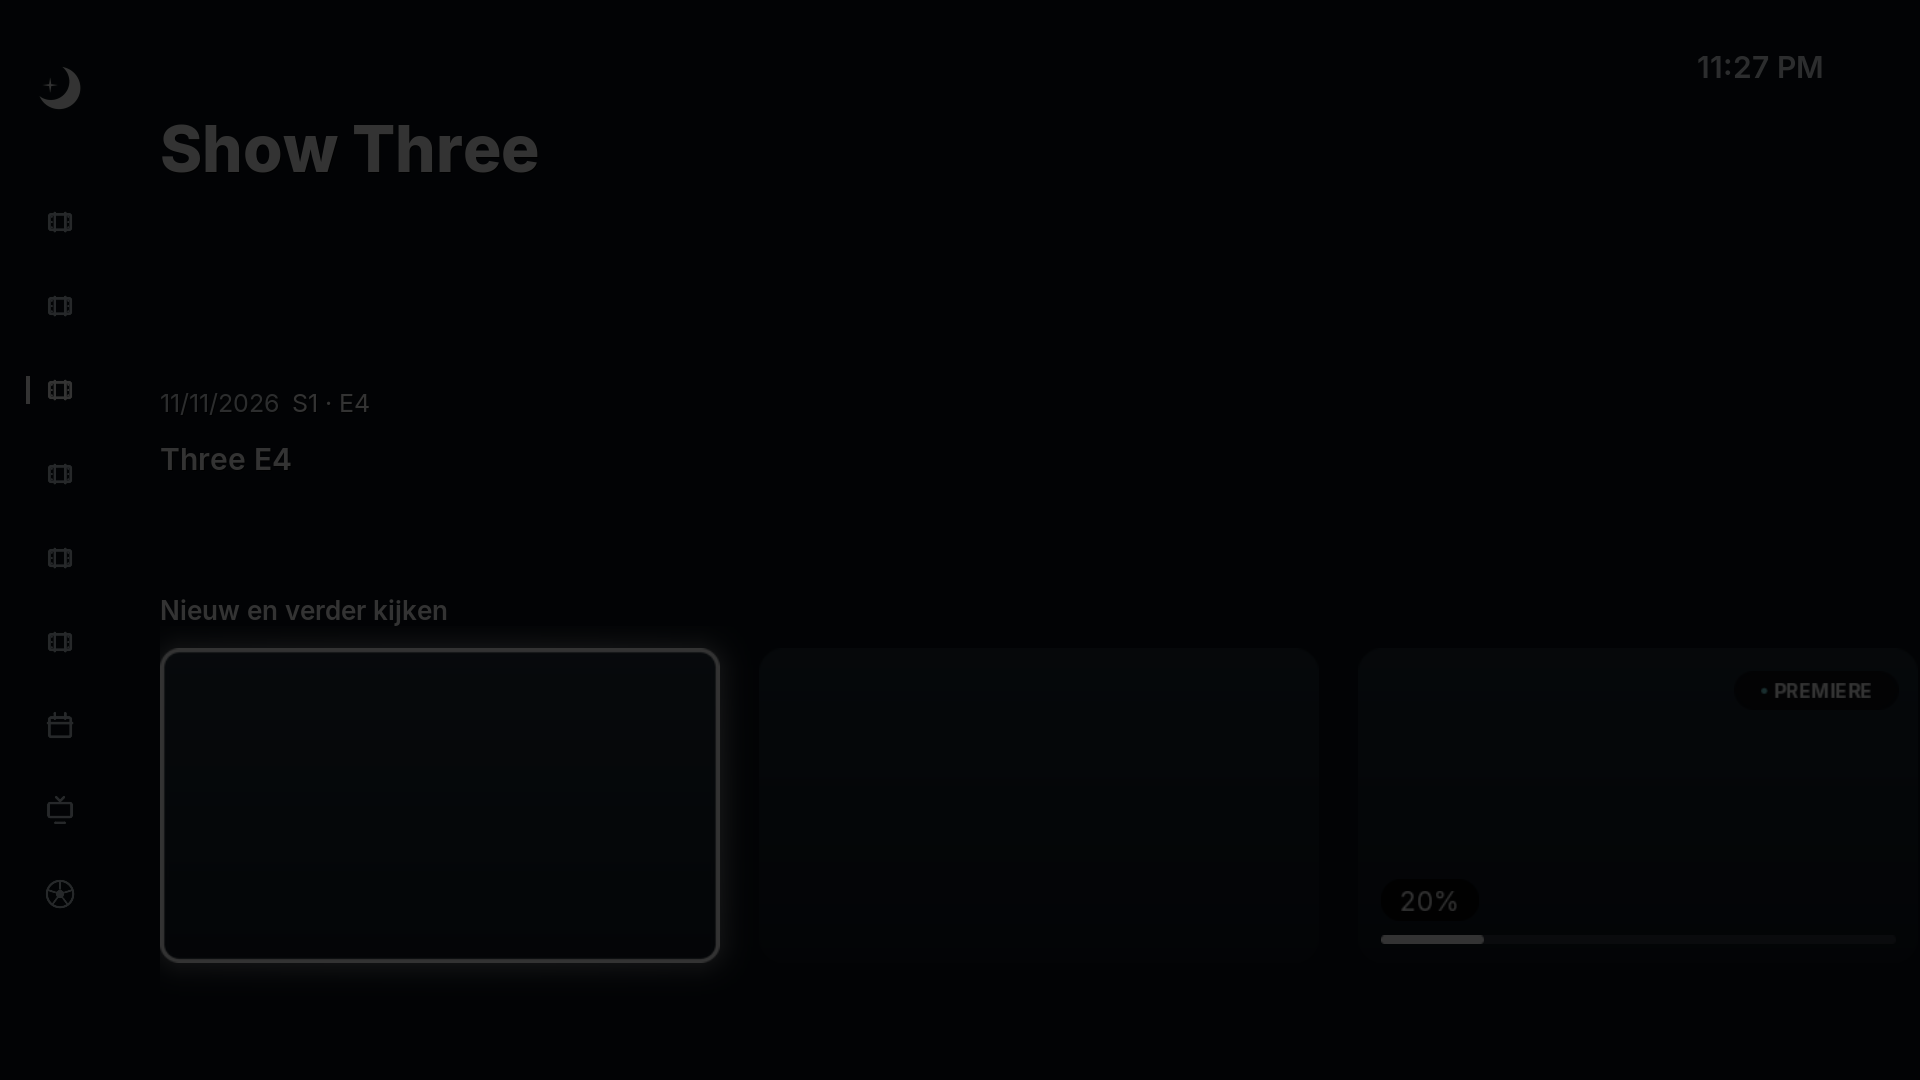 11:27 PM
Show Three
11/11/2026 S1 · E4
Three E4
Nieuw en verder kijken
• PREMIERE
20%